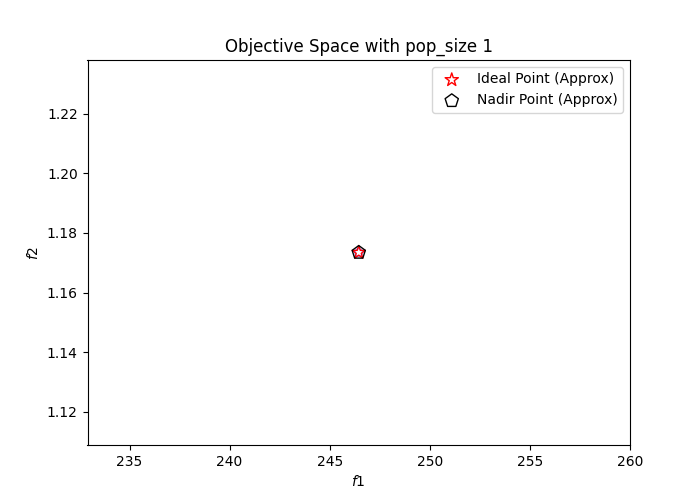 Objective Space with pop_size 1
Ideal Point (Approx)
Nadir Point (Approx)
1.22
1.20
1.18
1.16
1.14
1.12
f2
235
240
245
250
255
260
f1